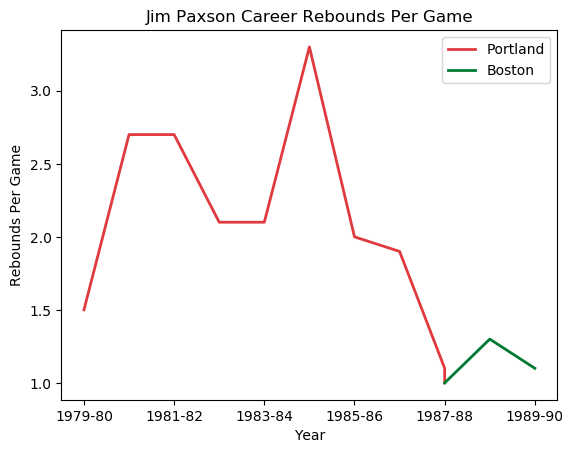 Jim Paxson Career Rebounds Per Game
Portland
Boston
Rebounds Per Game
3.0
2.5
2.0
1.5
1.0
1979-80
1981-82
1983-84
1985-86
1987-88
1989-90
Year